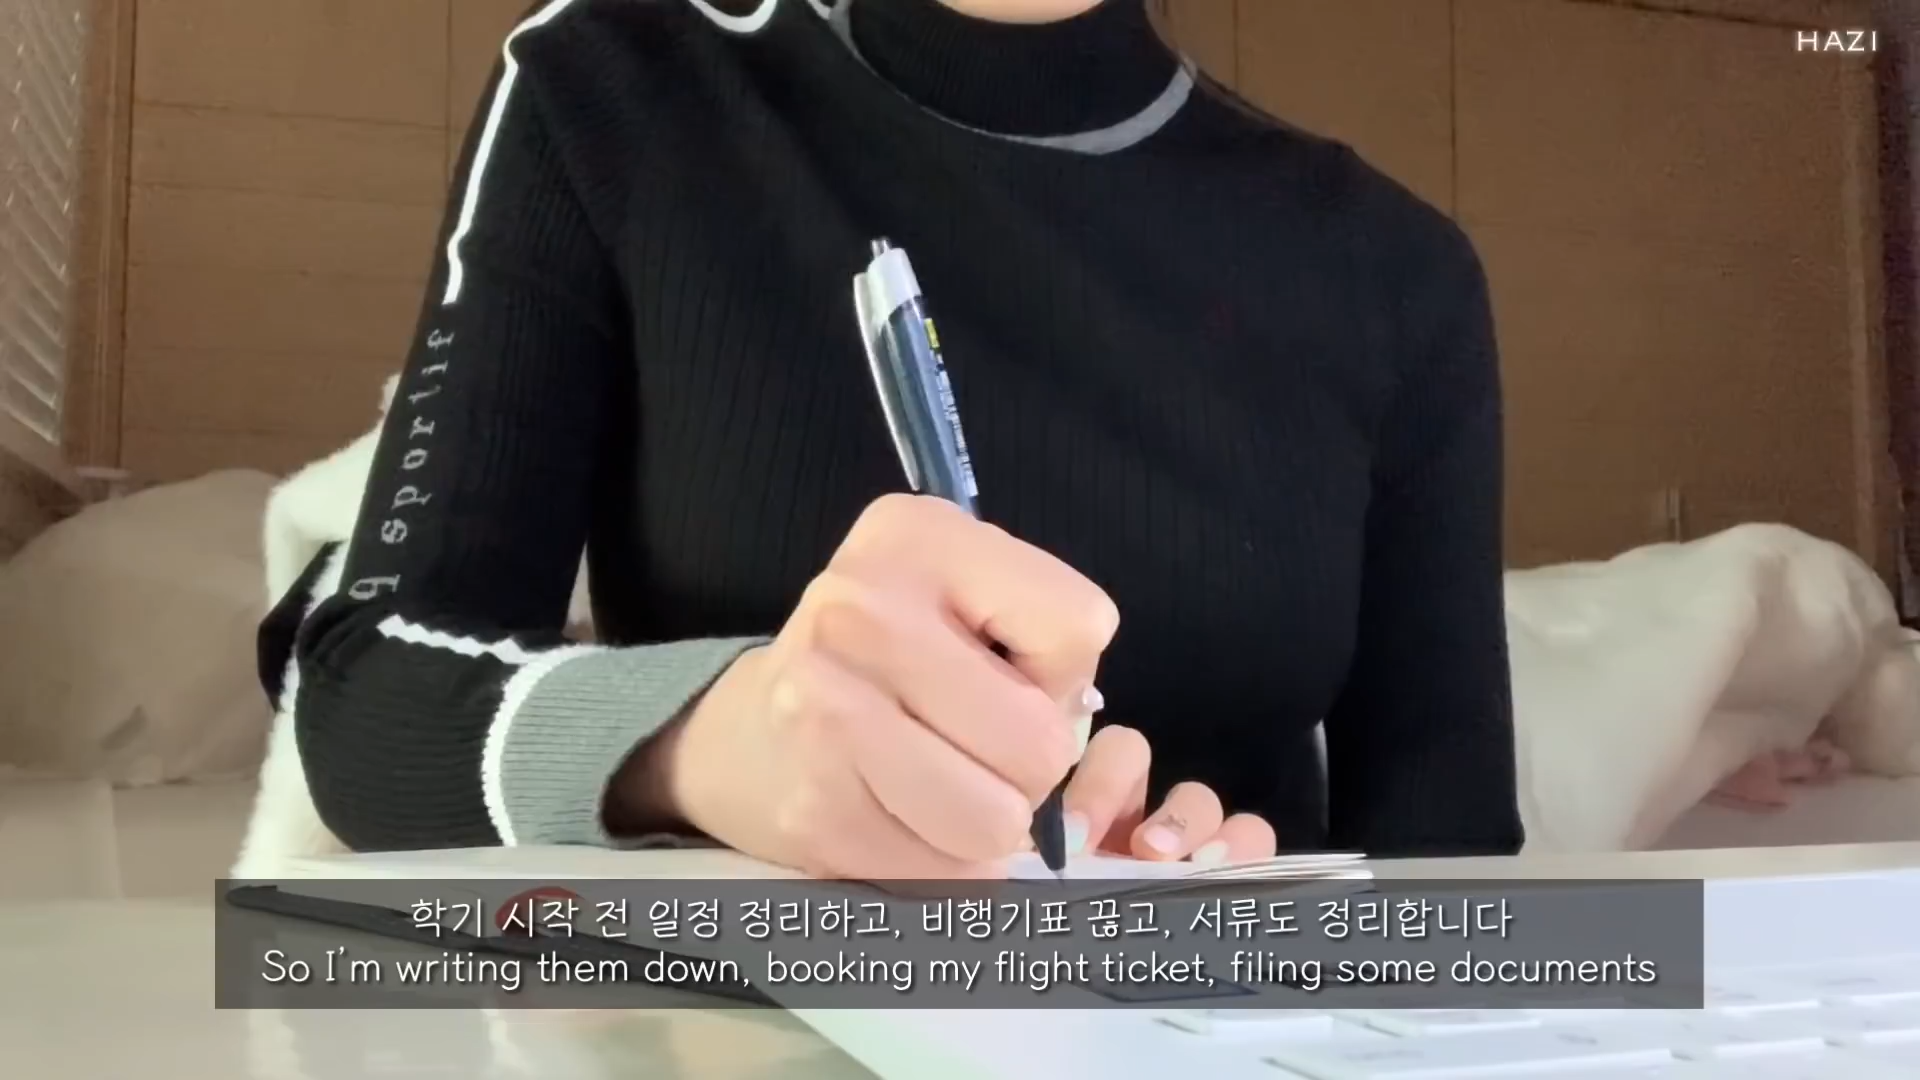 HAZI
g sportif
학기 시작 전 일정 정리하고, 비행기표 끊고, 서류도 정리합니다
So I'm writing them down, booking my flight ticket, filing some documents